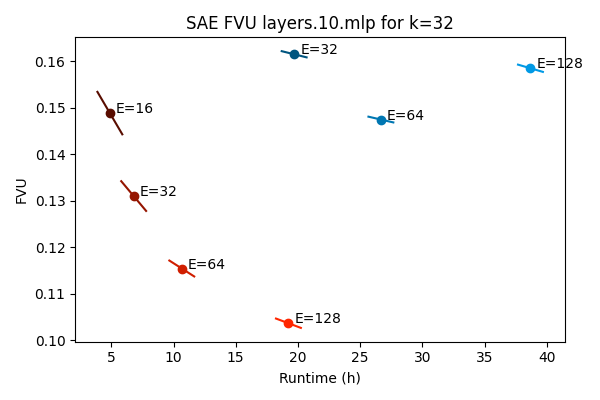 SAE FVU layers.10.mlp for k=32
FVU
0.16
0.15
0.14
0.13
0.12
0.11
0.10
E=32
E=128
E=16
E=64
E=32
E=64
E=128
5
10
15
20
25
30
35
40
Runtime (h)